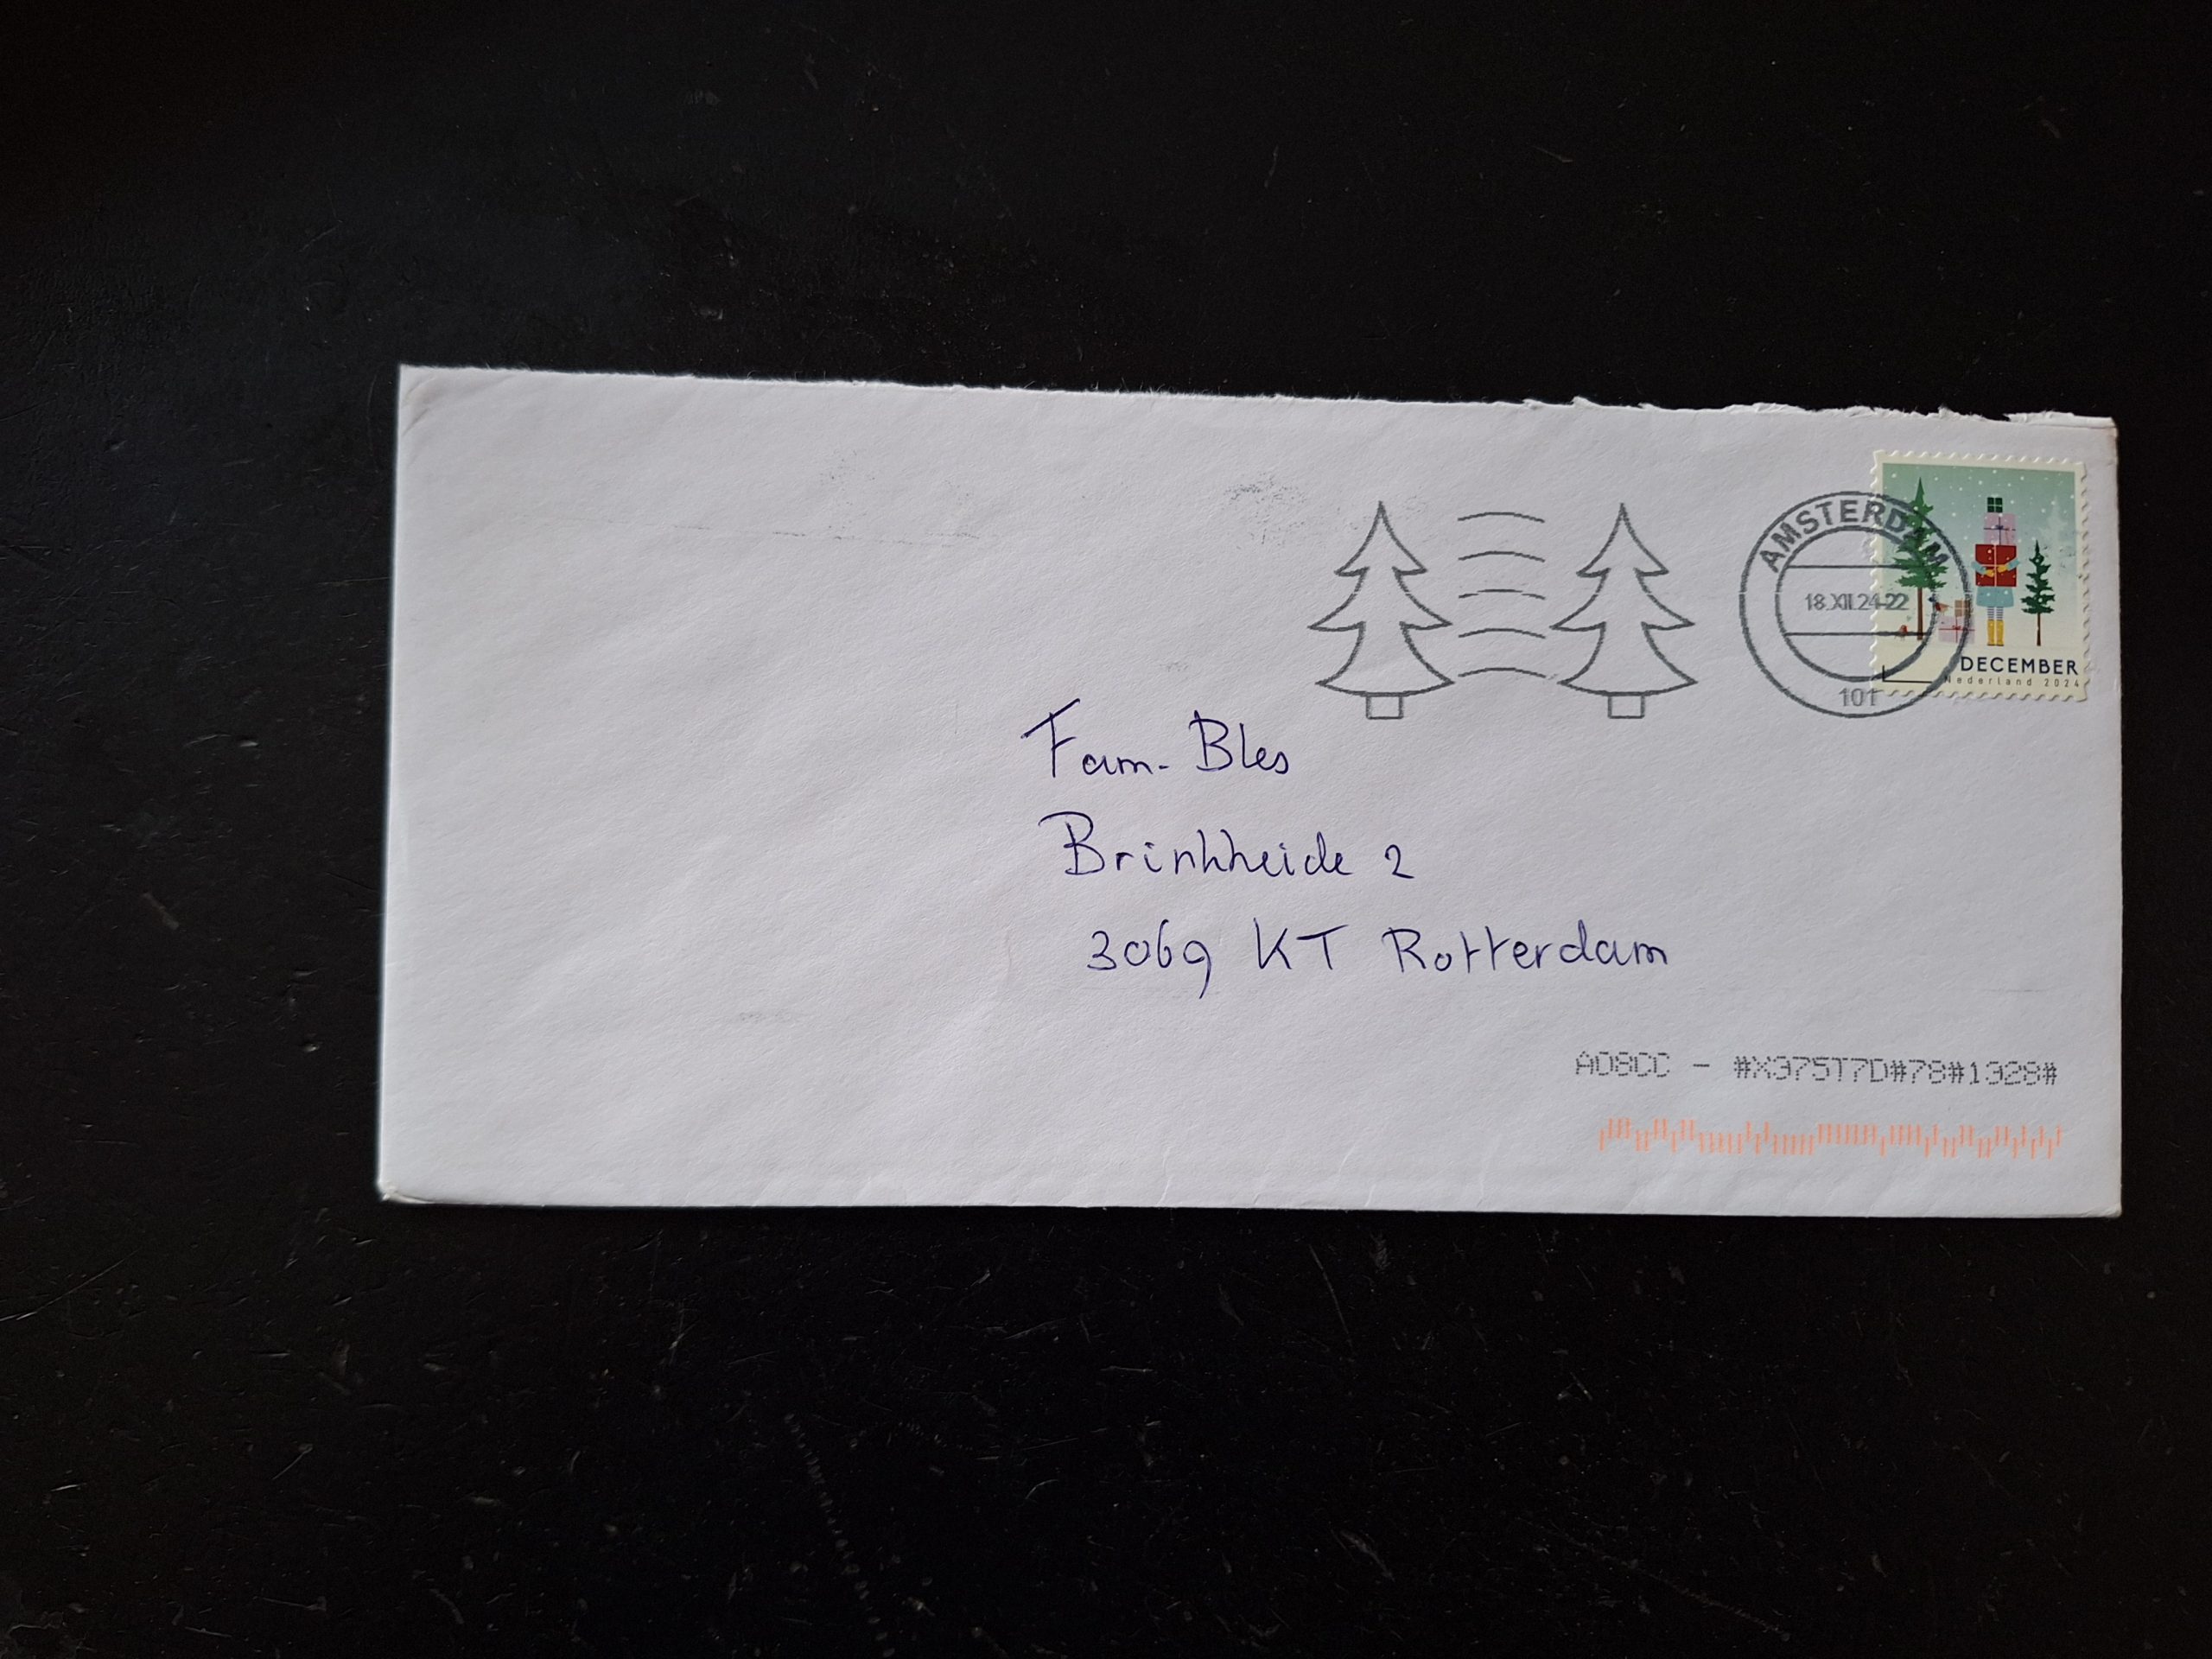 AMSTERDAM
18.XII.24-22
101
DECEMBER
Nederland 2024
Fam. Bles
Brinkheide 2
3069 KT Rotterdam
A08CC - #X375T7D#78#1328#